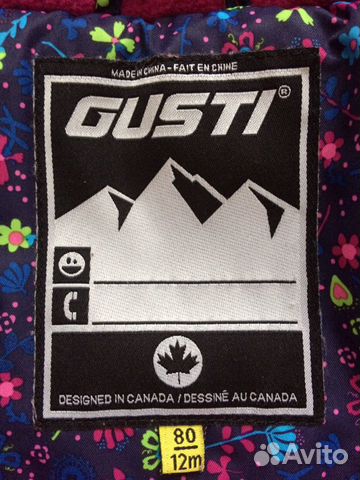 MADE IN CHINA - FAIT EN CHINE
GUSTI®
DESIGNED IN CANADA / DESSINÉ AU CANADA
80
12m
Avito